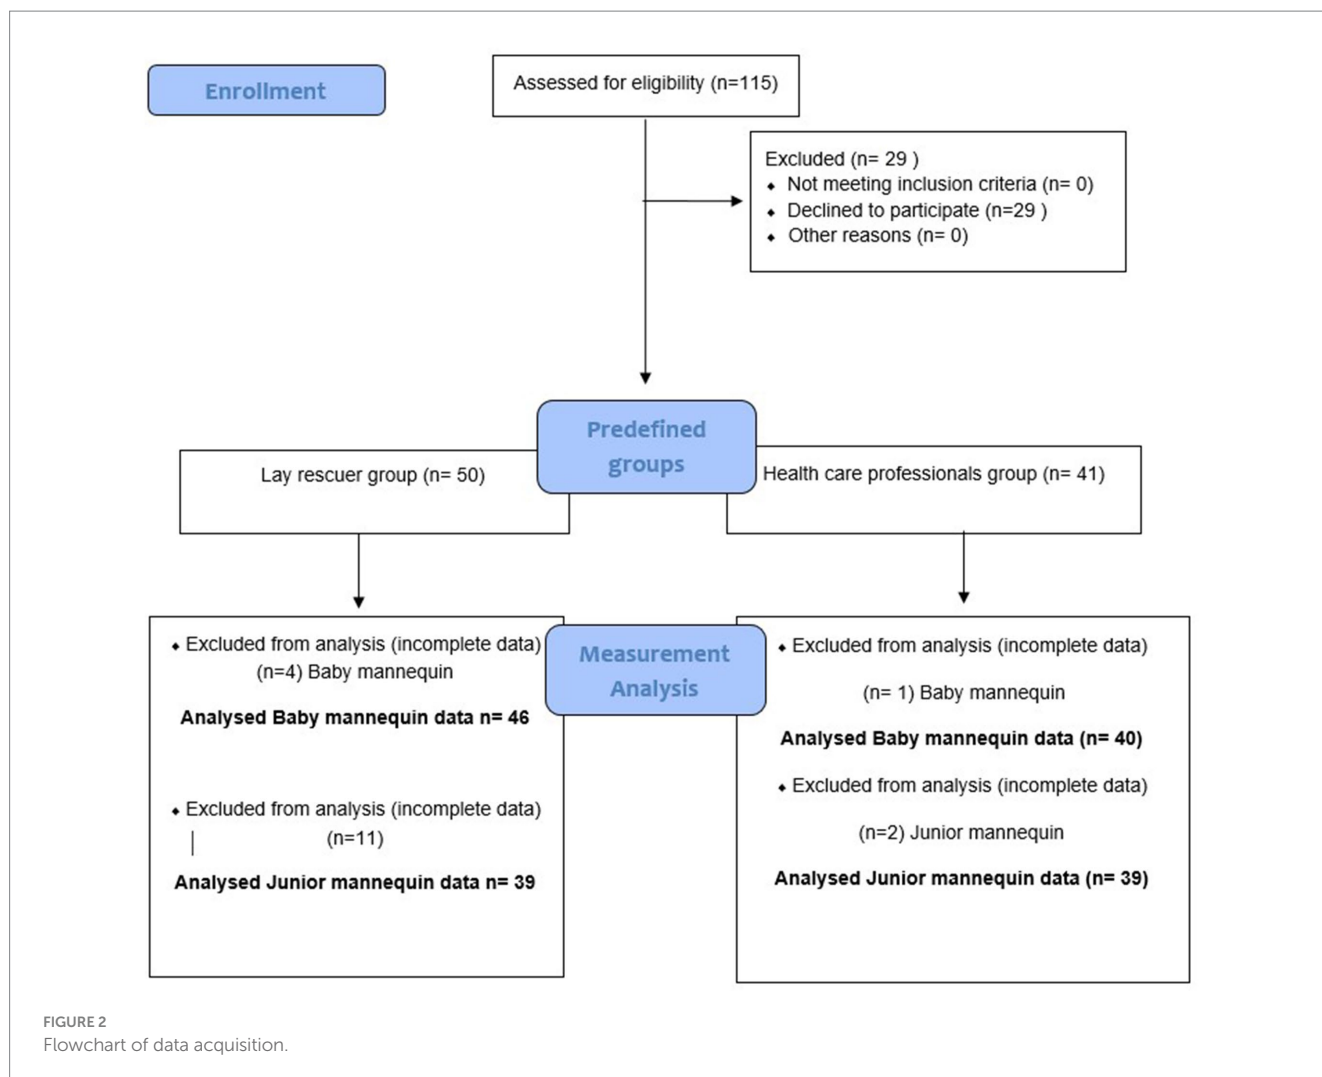 Enrollment
Assessed for eligibility (n=115)
Excluded (n= 29 )
⬥ Not meeting inclusion criteria (n= 0)
⬥ Declined to participate (n=29 )
⬥ Other reasons (n= 0)
Predefined
groups
Lay rescuer group (n= 50)
Health care professionals group (n= 41)
Measurement
Analysis
⬥ Excluded from analysis (incomplete data)
(n=4) Baby mannequin
Analysed Baby mannequin data n= 46
⬥ Excluded from analysis (incomplete data)
(n=11)
Analysed Junior mannequin data n= 39
⬥ Excluded from analysis (incomplete data)
(n= 1) Baby mannequin
Analysed Baby mannequin data (n= 40)
⬥ Excluded from analysis (incomplete data)
(n=2) Junior mannequin
Analysed Junior mannequin data (n= 39)
FIGURE 2
Flowchart of data acquisition.